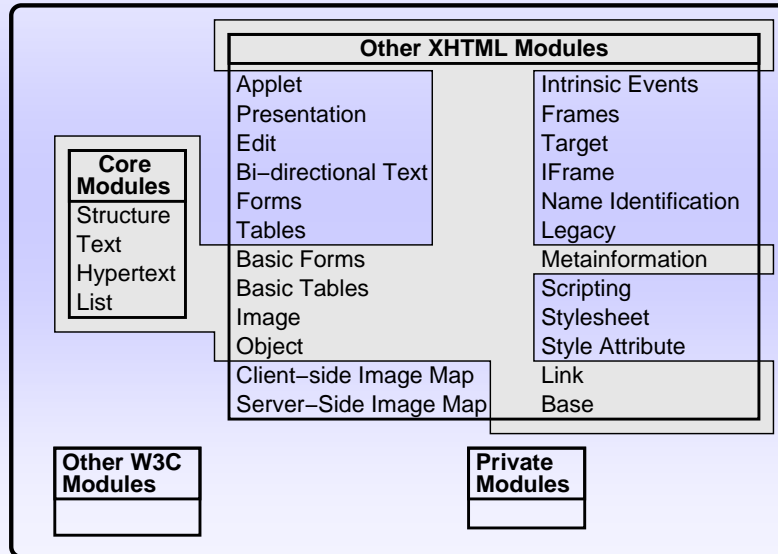 Other XHTML Modules
Applet
Presentation
Edit
Bi−directional Text
Forms
Tables
Basic Forms
Basic Tables
Image
Object
Client−side Image Map
Server−Side Image Map
Intrinsic Events
Frames
Target
IFrame
Name Identification
Legacy
Metainformation
Scripting
Stylesheet
Style Attribute
Link
Base
Core
Modules
Structure
Text
Hypertext
List
Other W3C
Modules
Private
Modules